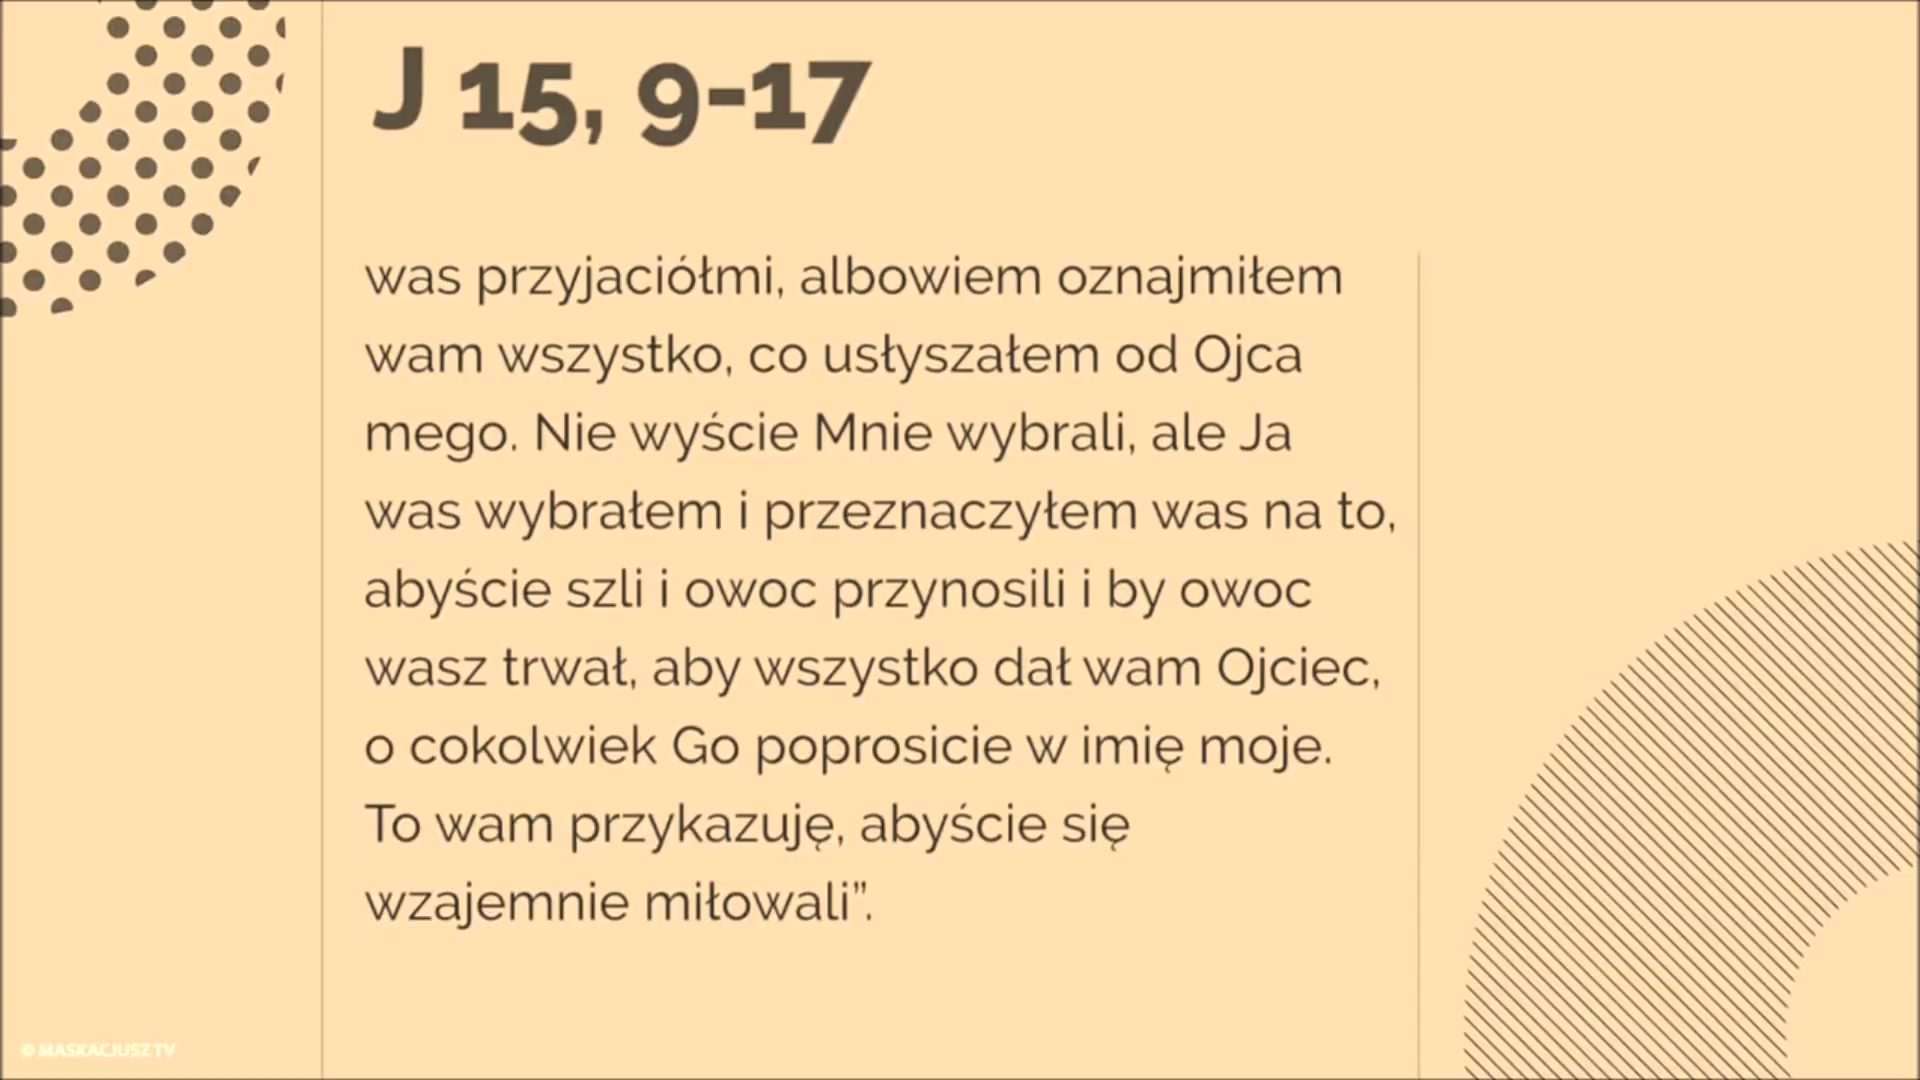 J 15, 9-17
was przyjaciółmi, albowiem oznajmiłem
wam wszystko, co usłyszałem od Ojca
mego. Nie wyście Mnie wybrali, ale Ja
was wybrałem i przeznaczyłem was na to,
abyście szli i owoc przynosili i by owoc
wasz trwał, aby wszystko dał wam Ojciec,
o cokolwiek Go poprosicie w imię moje.
To wam przykazuję, abyście się
wzajemnie miłowali”.
© MASKACJUSZ TV